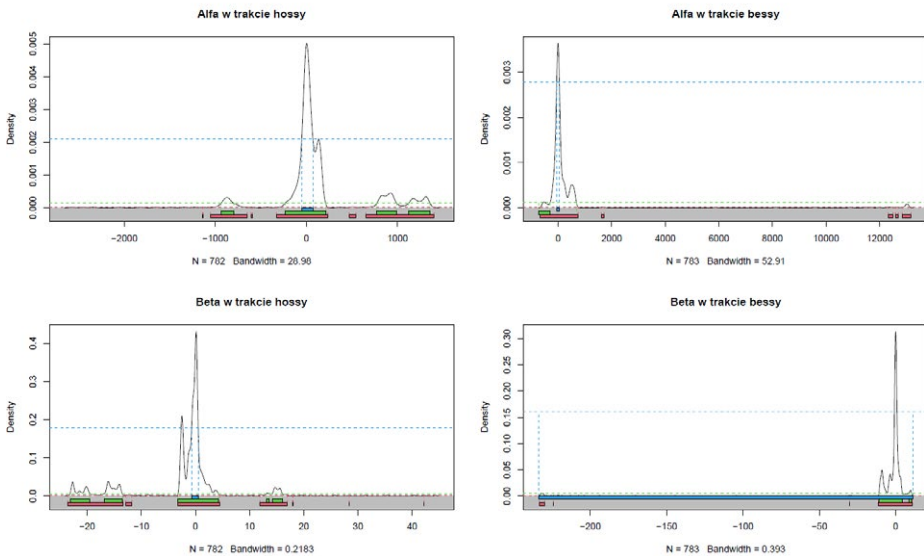 Alfa w trakcie hossy
Density
0.005
0.004
0.003
0.002
0.001
0.000
−2000 −1000 0 1000
N = 782 Bandwidth = 28.98
Alfa w trakcie bessy
Density
0.003
0.002
0.001
0.000
0 2000 4000 6000 8000 10000 12000
N = 783 Bandwidth = 52.91
Beta w trakcie hossy
Density
0.4
0.3
0.2
0.1
0.0
−20 −10 0 10 20 30 40
N = 782 Bandwidth = 0.2183
Beta w trakcie bessy
Density
0.30
0.25
0.20
0.15
0.10
0.05
0.00
−200 −150 −100 −50 0
N = 783 Bandwidth = 0.393